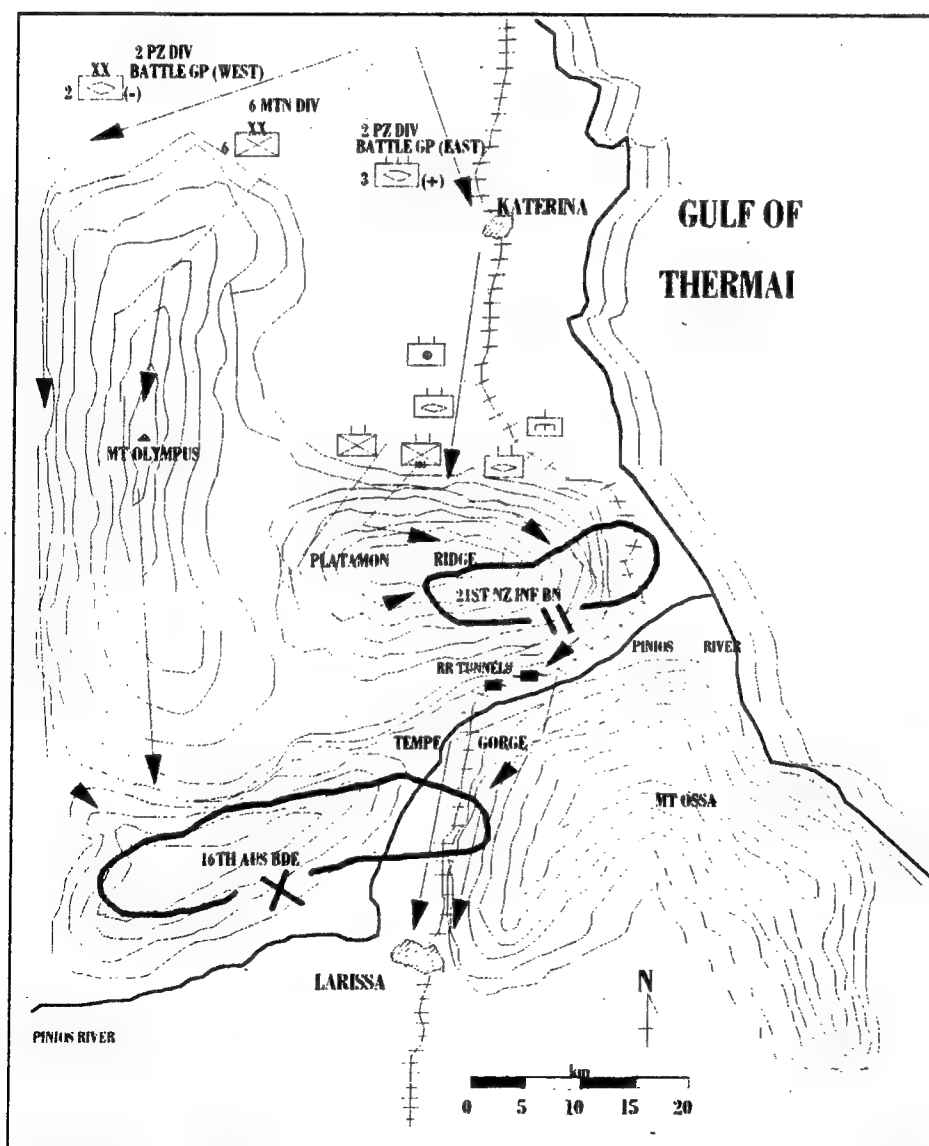 2 PZ DIV
BATTLE GP (WEST)
XX
2 (-)
6 MTN DIV
XX
6
2 PZ DIV
BATTLE GP (EAST)
3 (+)
KATERINA
GULF OF
THERMAI
MT OLYMPUS
PLATAMON RIDGE
21ST NZ INF BN
PINIOS RIVER
RR TUNNELS
TEMPE GORGE
MT OSSA
16TH AUS BDE
LARISSA
N
PINIOS RIVER
km
0 5 10 15 20